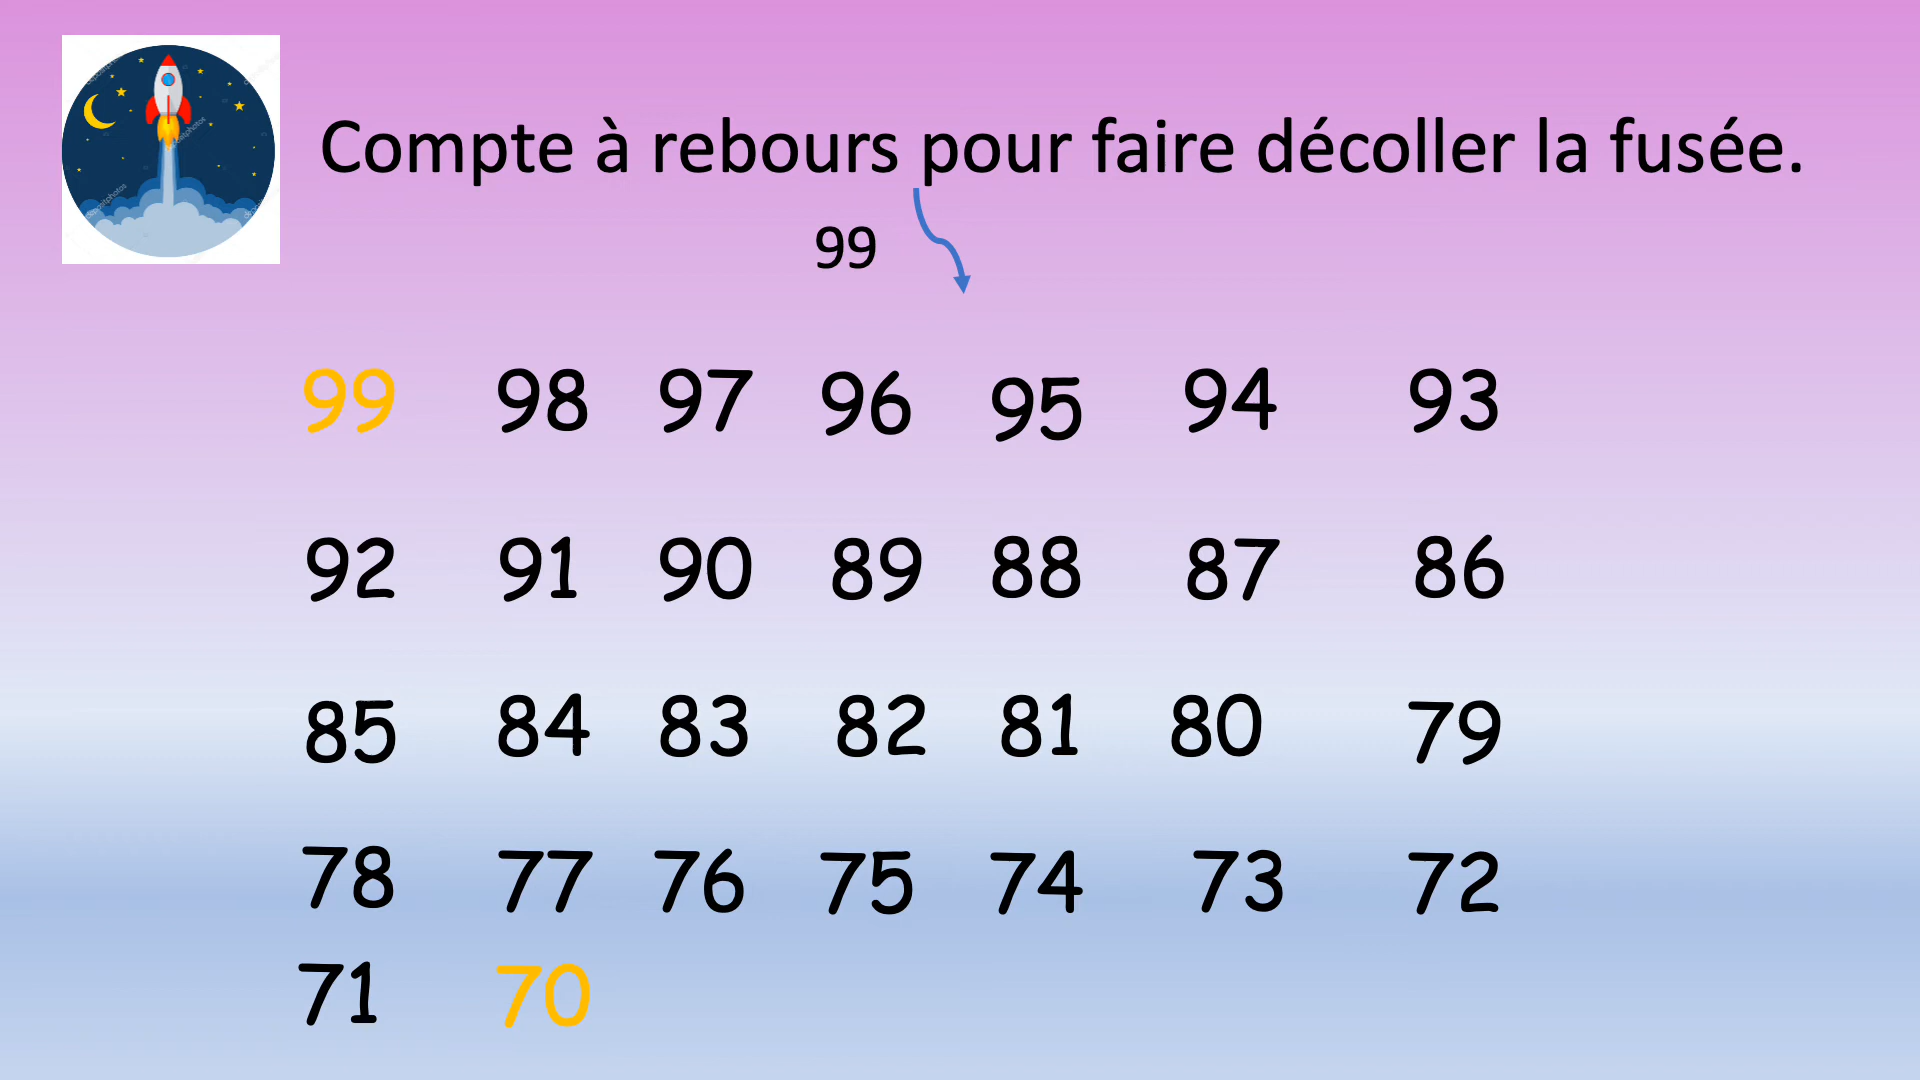 Compte à rebours pour faire décoller la fusée.
99
99 98 97 96 95 94 93
92 91 90 89 88 87 86
85 84 83 82 81 80 79
78 77 76 75 74 73 72
71 70
depositphotos
depositphotos